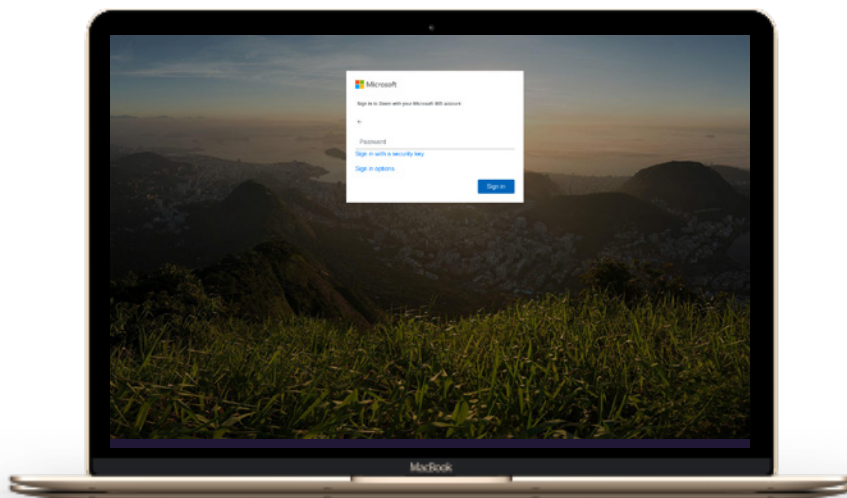 Microsoft
Sign in to Zoom with your Microsoft 365 account
Password
Sign in with a security key
Sign in options
Sign in
MacBook